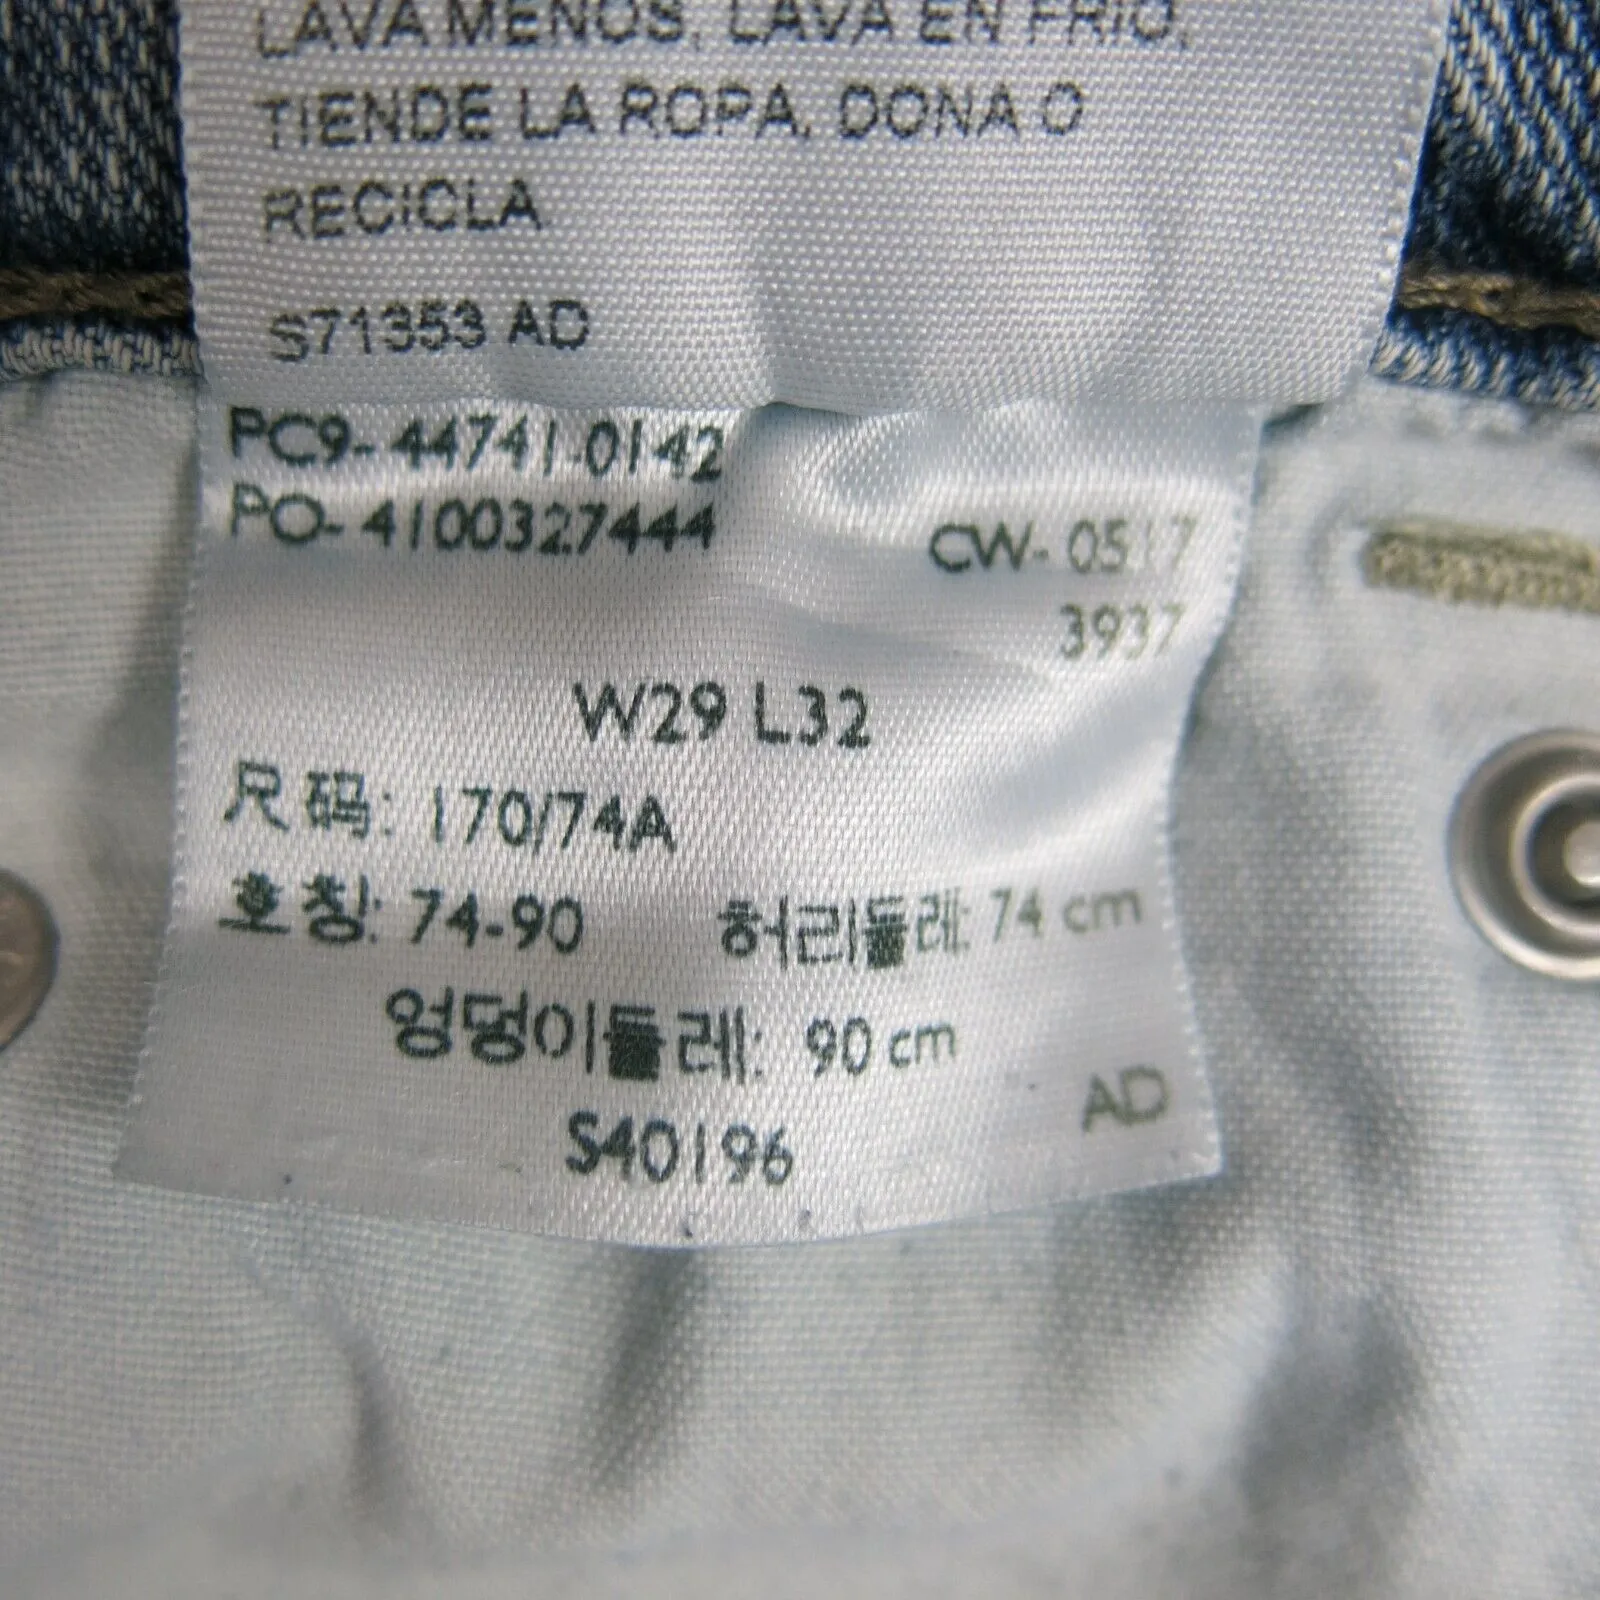 LAVA MENOS, LAVA EN FRIO,
TIENDE LA ROPA, DONA O
RECICLA
S71353 AD
PC9-44741-0142
PO-4100327444
CW-0517
3937
W29 L32
尺码: 170/74A
호칭: 74-90 허리둘레: 74 cm
엉덩이둘레: 90 cm
AD
S40196